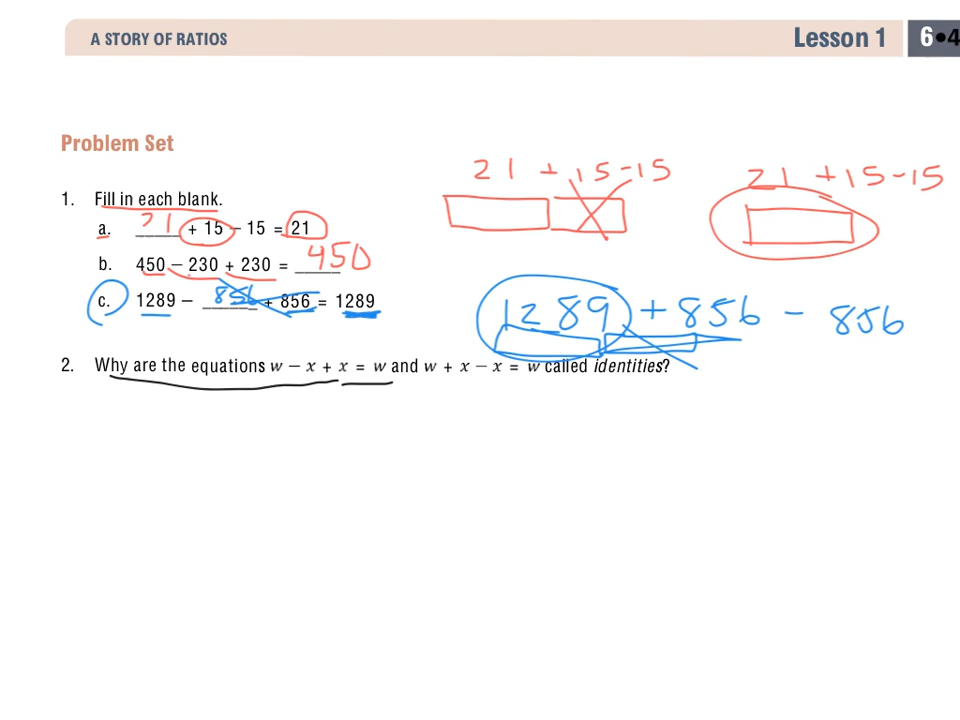 A STORY OF RATIOS
Lesson 1
6•4
Problem Set
21 + 15 - 15
21 + 15 - 15
1. Fill in each blank.
a. 21 + 15 – 15 = 21
b. 450 – 230 + 230 = 450
c. 1289 – 856 + 856 = 1289
1289 + 856 - 856
2. Why are the equations w – x + x = w and w + x – x = w called identities?